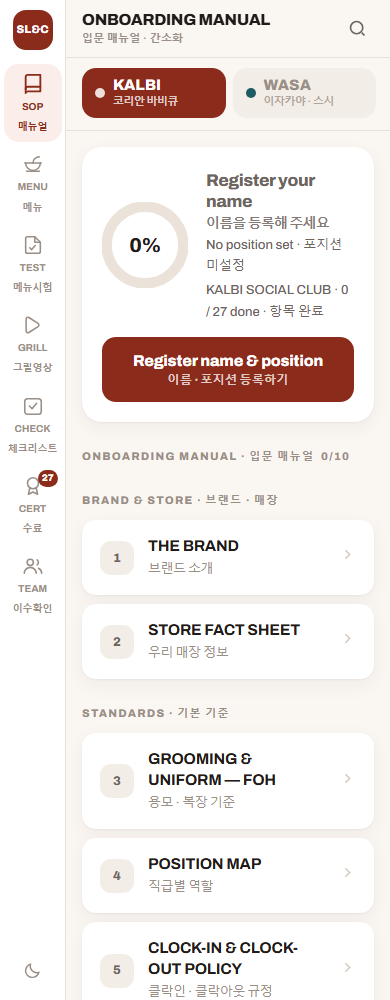 SL&C
SOP
매뉴얼
MENU
메뉴
TEST
메뉴시험
GRILL
그릴영상
CHECK
체크리스트
27
CERT
수료
TEAM
이수확인
ONBOARDING MANUAL
입문 매뉴얼 · 간소화
KALBI
코리안 바비큐
WASA
이자카야 · 스시
0%
Register your
name
이름을 등록해 주세요
No position set · 포지션
미설정
KALBI SOCIAL CLUB · 0
/ 27 done · 항목 완료
Register name & position
이름 · 포지션 등록하기
ONBOARDING MANUAL · 입문 매뉴얼 0/10
BRAND & STORE · 브랜드 · 매장
1
THE BRAND
브랜드 소개
2
STORE FACT SHEET
우리 매장 정보
STANDARDS · 기본 기준
3
GROOMING &
UNIFORM — FOH
용모 · 복장 기준
4
POSITION MAP
직급별 역할
5
CLOCK-IN & CLOCK-
OUT POLICY
클락인 · 클락아웃 규정